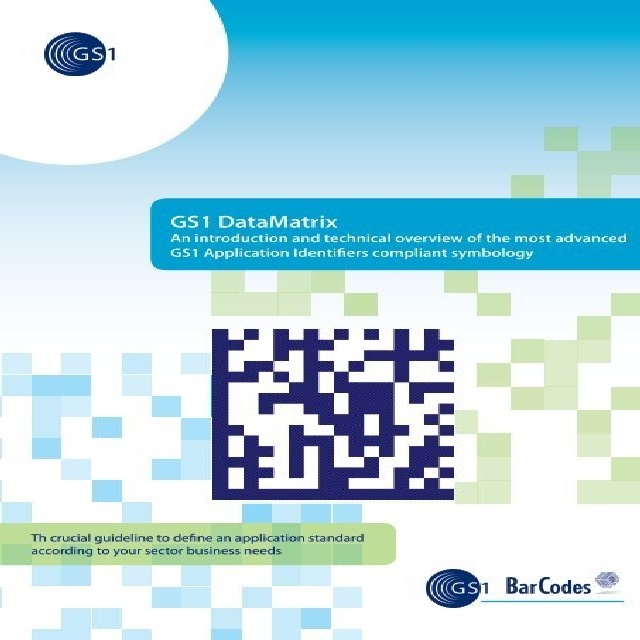 GS1
GS1 DataMatrix
An introduction and technical overview of the most advanced
GS1 Application Identifiers compliant symbology
Th crucial guideline to define an application standard
according to your sector business needs
GS1 BarCodes